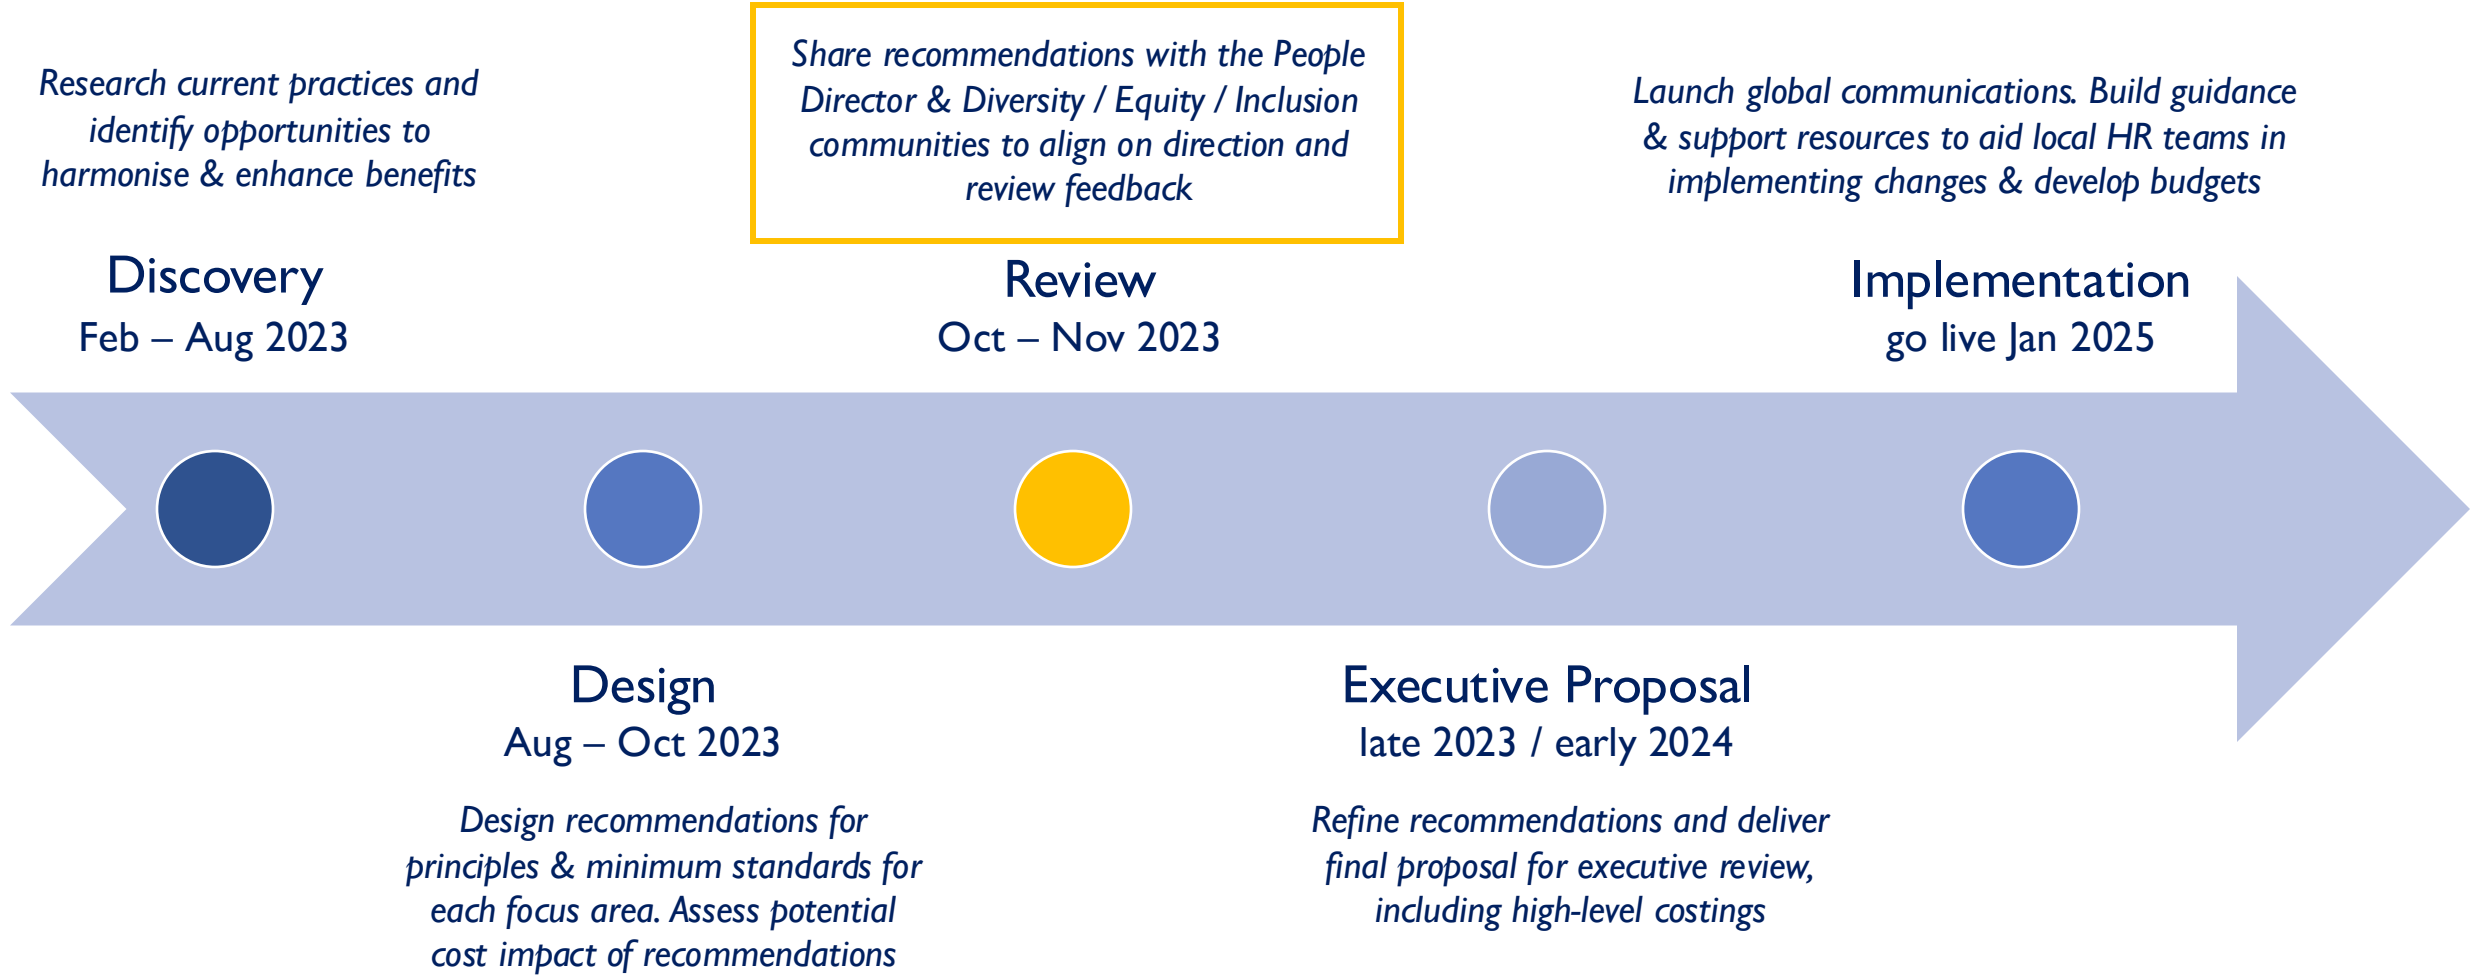 Research current practices and
identify opportunities to
harmonise & enhance benefits
Discovery
Feb – Aug 2023
Design
Aug – Oct 2023
Design recommendations for
principles & minimum standards for
each focus area. Assess potential
cost impact of recommendations
Share recommendations with the People
Director & Diversity / Equity / Inclusion
communities to align on direction and
review feedback
Review
Oct – Nov 2023
Executive Proposal
late 2023 / early 2024
Refine recommendations and deliver
final proposal for executive review,
including high-level costings
Launch global communications. Build guidance
& support resources to aid local HR teams in
implementing changes & develop budgets
Implementation
go live Jan 2025